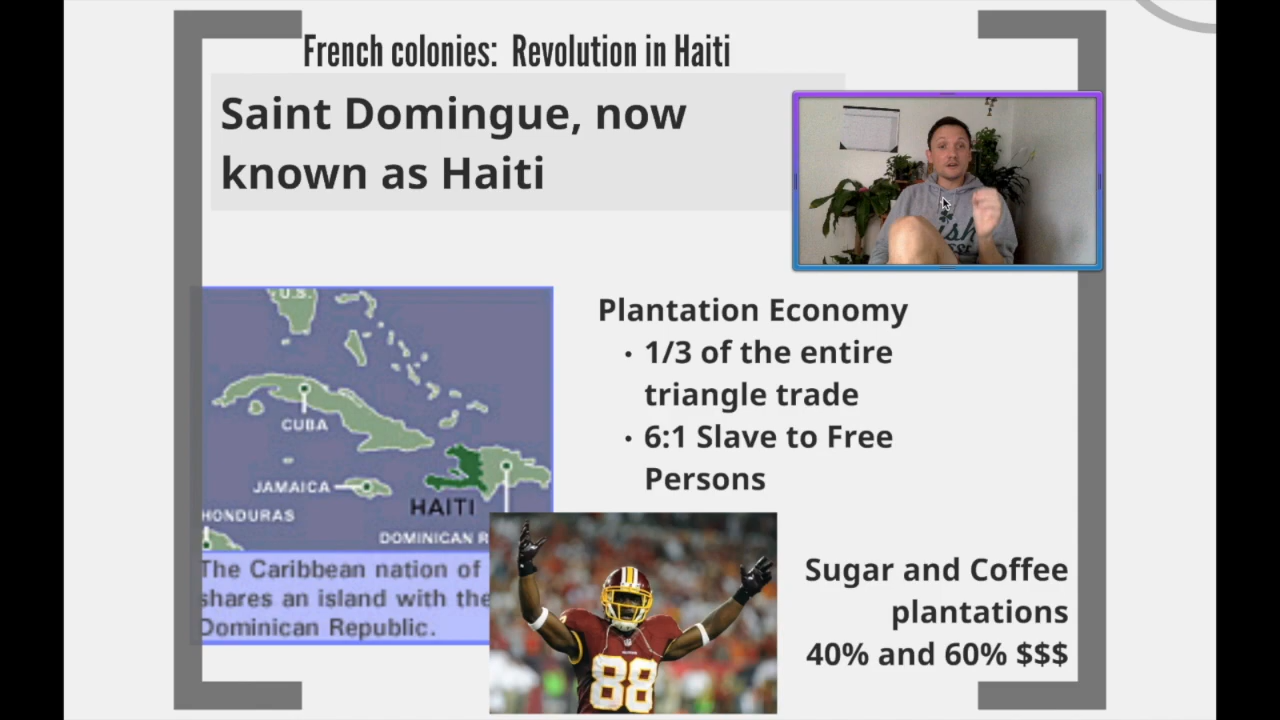 French colonies: Revolution in Haiti
Saint Domingue, now
known as Haiti
U.S.
CUBA
JAMAICA
HAITI
HONDURAS
DOMINICAN R
The Caribbean nation of
shares an island with the
Dominican Republic.
Plantation Economy
• 1/3 of the entire
triangle trade
• 6:1 Slave to Free
Persons
88
Sugar and Coffee
plantations
40% and 60% $$$